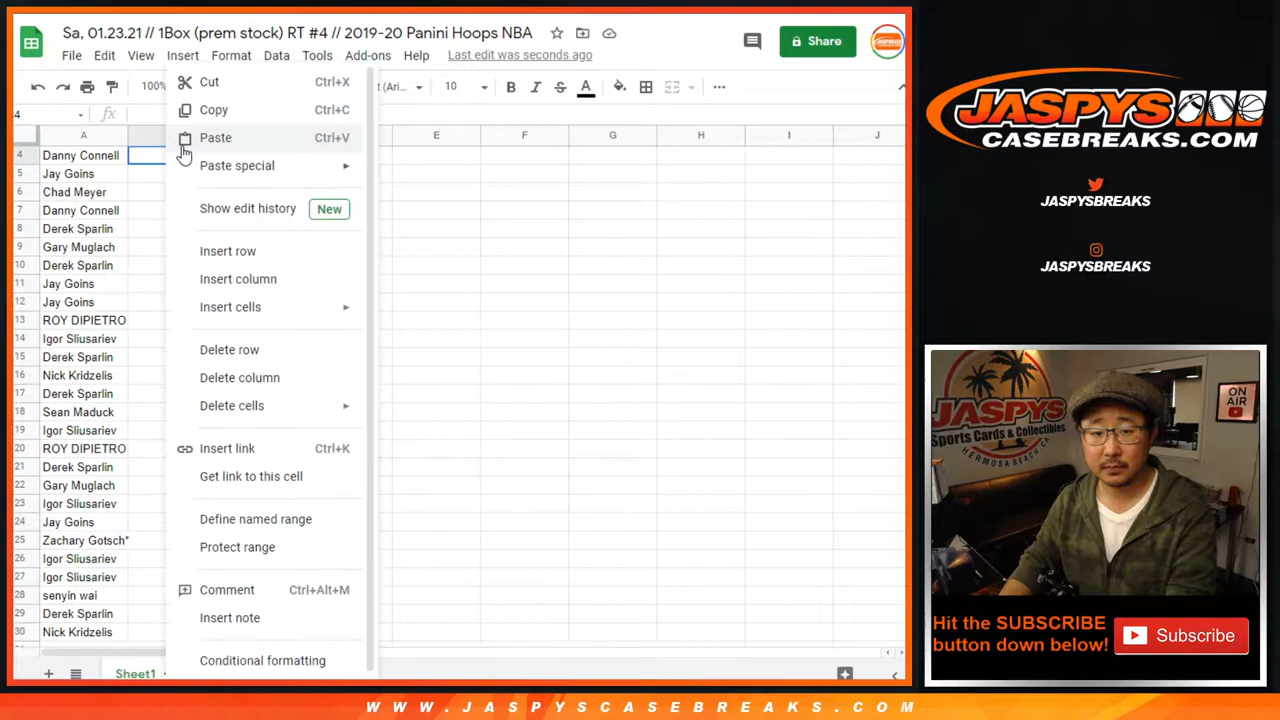 Sa, 01.23.21 // 1Box (prem stock) RT #4 // 2019-20 Panini Hoops NBA
File Edit View Insert Format Data Tools Add-ons Help Last edit was seconds ago
Share
100% (Ari... 10 B I S A
4 fx
A E F G H I J
4 Danny Connell
5 Jay Goins
6 Chad Meyer
7 Danny Connell
8 Derek Sparlin
9 Gary Muglach
10 Derek Sparlin
11 Jay Goins
12 Jay Goins
13 ROY DIPIETRO
14 Igor Sliusariev
15 Derek Sparlin
16 Nick Kridzelis
17 Derek Sparlin
18 Sean Maduck
19 Igor Sliusariev
20 ROY DIPIETRO
21 Derek Sparlin
22 Gary Muglach
23 Igor Sliusariev
24 Jay Goins
25 Zachary Gotsch*
26 Igor Sliusariev
27 Igor Sliusariev
28 senyin wai
29 Derek Sparlin
30 Nick Kridzelis
Cut Ctrl+X
Copy Ctrl+C
Paste Ctrl+V
Paste special
Show edit history New
Insert row
Insert column
Insert cells
Delete row
Delete column
Delete cells
Insert link Ctrl+K
Get link to this cell
Define named range
Protect range
Comment Ctrl+Alt+M
Insert note
Conditional formatting
Sheet1
JASPYS
CASEBREAKS.COM
JASPYSBREAKS
JASPYSBREAKS
JASPYS
Sports Cards & Collectibles
HERMOSA BEACH, CA
ON AIR
Hit the SUBSCRIBE
button down below!
Subscribe
WWW.JASPYSCASEBREAKS.COM